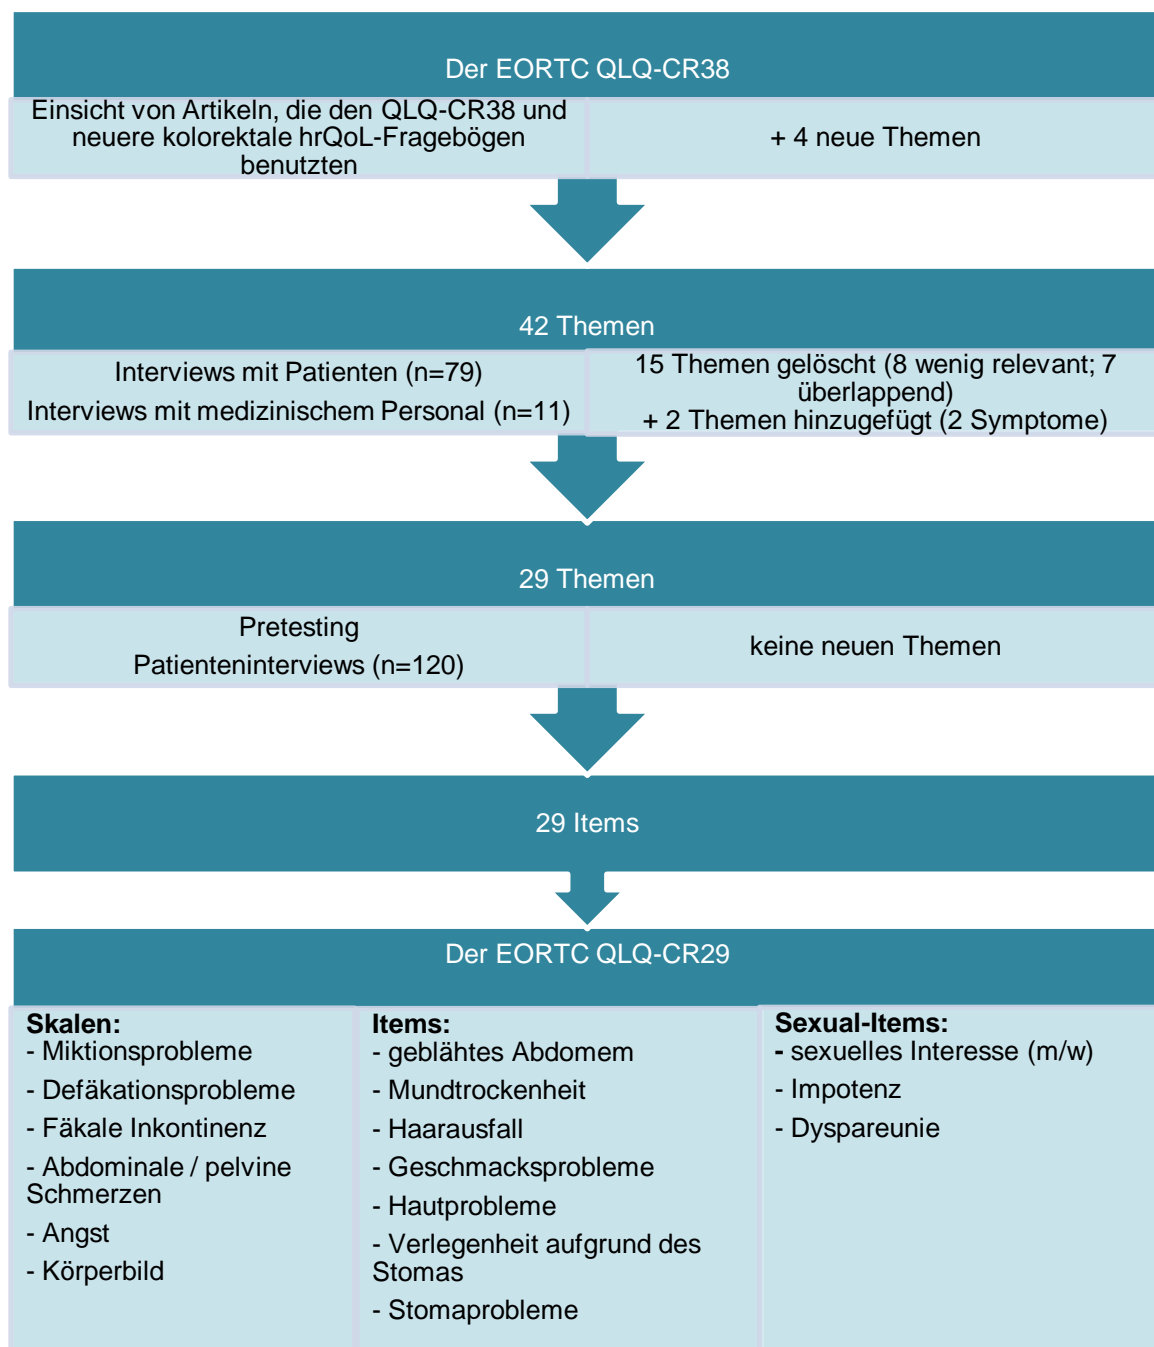 Der EORTC QLQ-CR38
Einsicht von Artikeln, die den QLQ-CR38 und
neuere kolorektale hrQoL-Fragebögen
benutzten
+ 4 neue Themen
42 Themen
Interviews mit Patienten (n=79)
Interviews mit medizinischem Personal (n=11)
15 Themen gelöscht (8 wenig relevant; 7
überlappend)
+ 2 Themen hinzugefügt (2 Symptome)
29 Themen
Pretesting
Patienteninterviews (n=120)
keine neuen Themen
29 Items
Der EORTC QLQ-CR29
Skalen:
- Miktionsprobleme
- Defäkationsprobleme
- Fäkale Inkontinenz
- Abdominale / pelvine
Schmerzen
- Angst
- Körperbild
Items:
- geblähtes Abdomem
- Mundtrockenheit
- Haarausfall
- Geschmacksprobleme
- Hautprobleme
- Verlegenheit aufgrund des
Stomas
- Stomaprobleme
Sexual-Items:
- sexuelles Interesse (m/w)
- Impotenz
- Dyspareunie